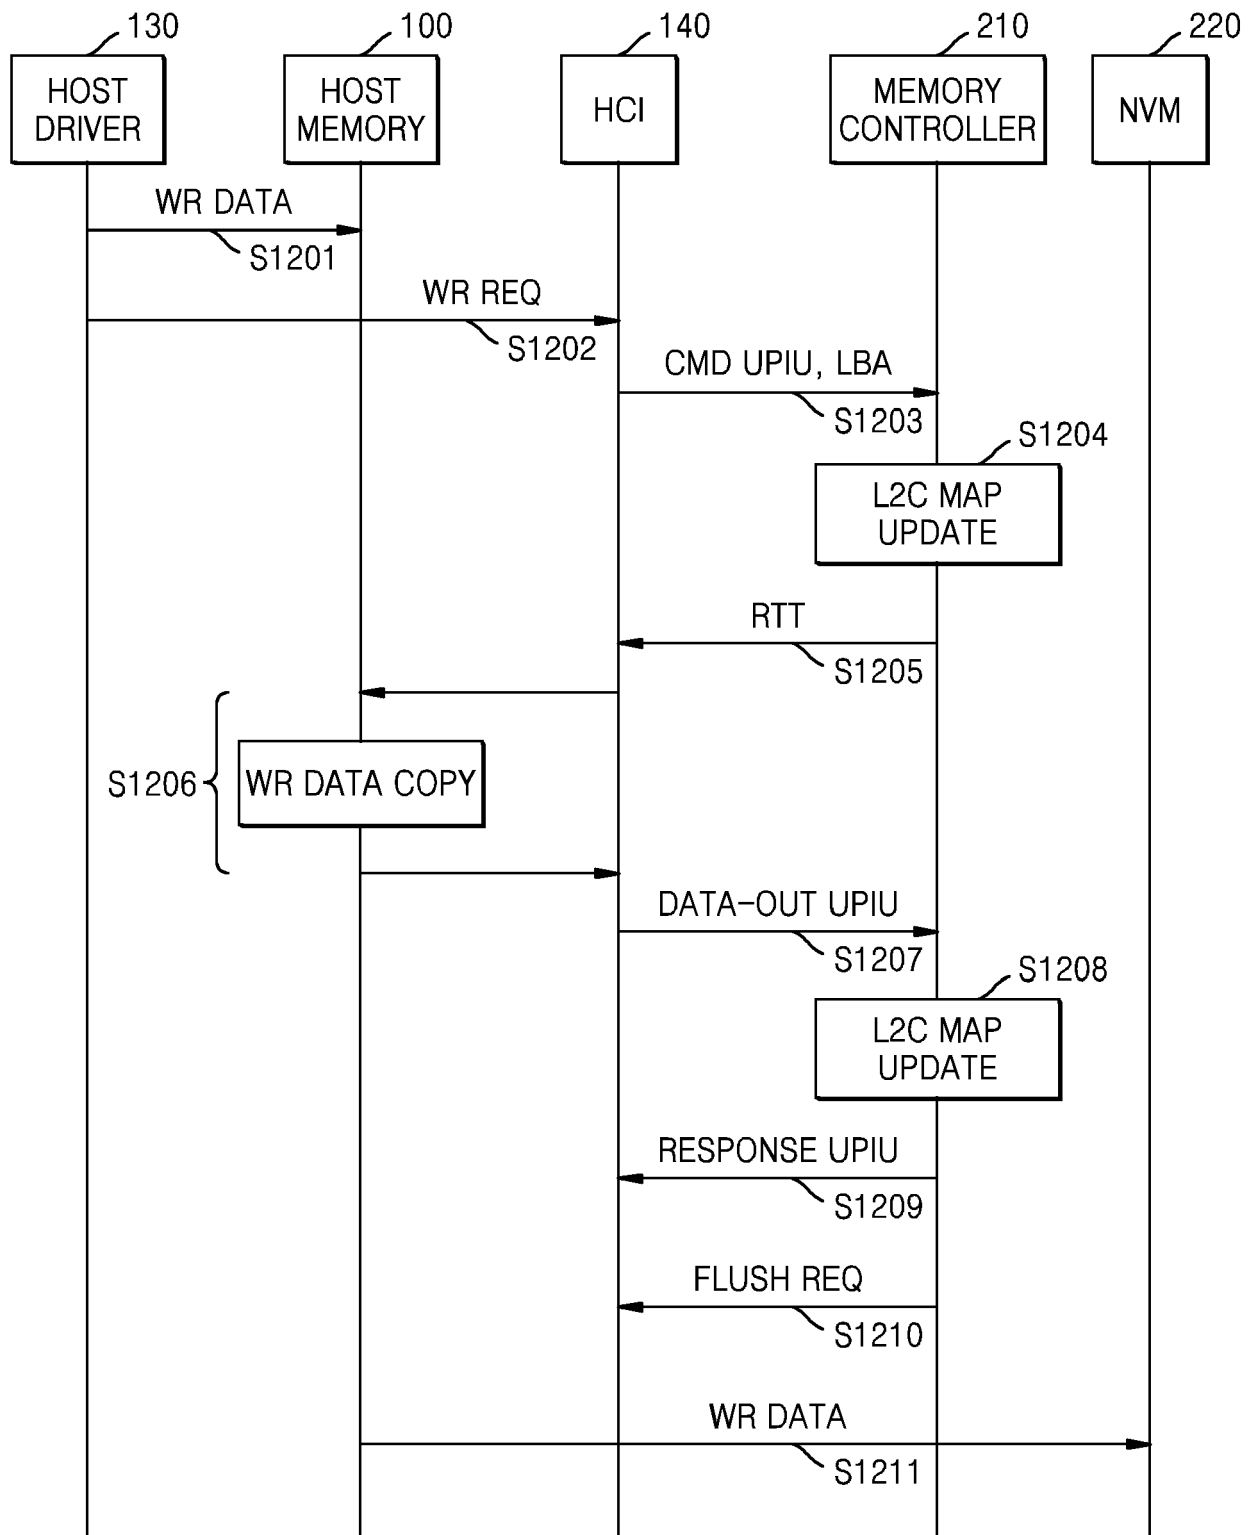 130
100
140
210
220
HOST
DRIVER
HOST
MEMORY
HCI
MEMORY
CONTROLLER
NVM
WR DATA
S1201
WR REQ
S1202
CMD UPIU, LBA
S1203
S1204
L2C MAP
UPDATE
RTT
S1205
S1206
WR DATA COPY
DATA-OUT UPIU
S1207
S1208
L2C MAP
UPDATE
RESPONSE UPIU
S1209
FLUSH REQ
S1210
WR DATA
S1211